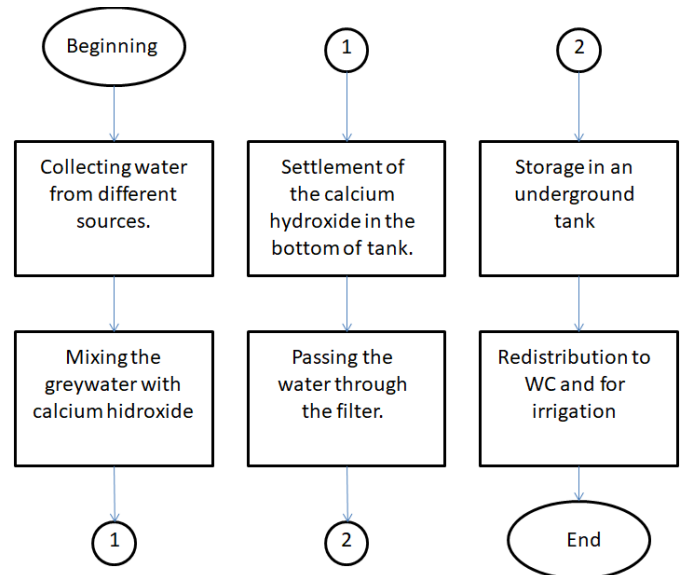 Beginning
Collecting water
from different
sources.
Mixing the
greywater with
calcium hidroxide
1
1
Settlement of
the calcium
hydroxide in the
bottom of tank.
Passing the
water through
the filter.
2
2
Storage in an
underground
tank
Redistribution to
WC and for
irrigation
End